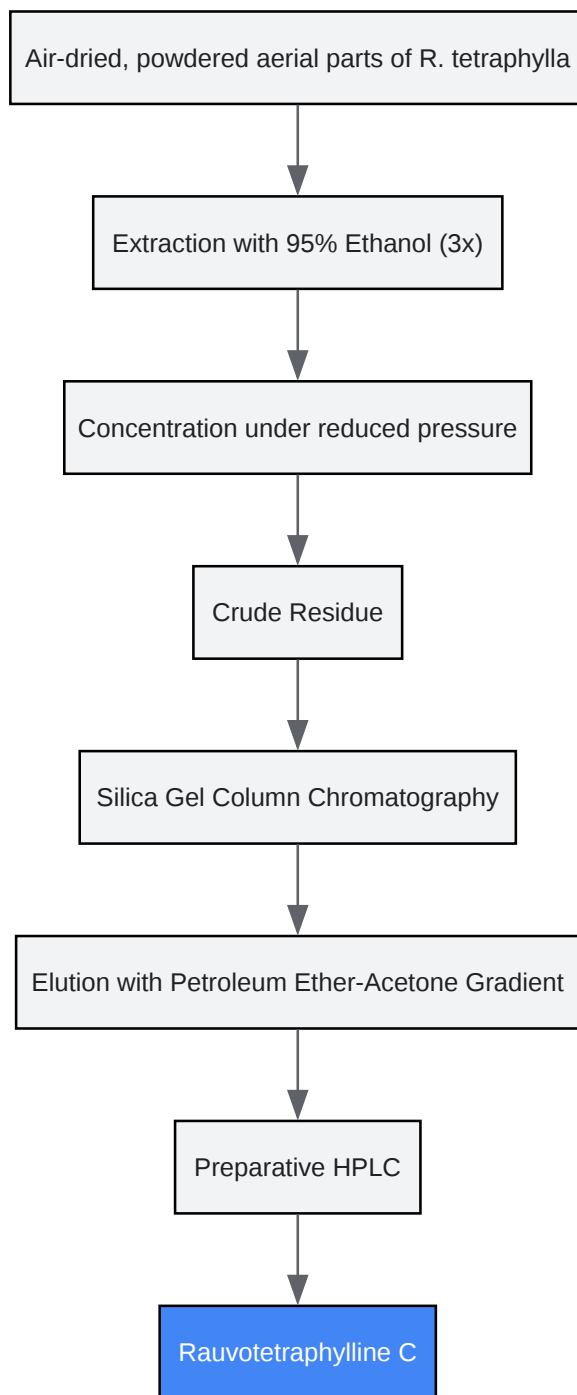 Air-dried, powdered aerial parts of R. tetraphylla
Extraction with 95% Ethanol (3x)
Concentration under reduced pressure
Crude Residue
Silica Gel Column Chromatography
Elution with Petroleum Ether-Acetone Gradient
Preparative HPLC
Rauvotetraphylline C